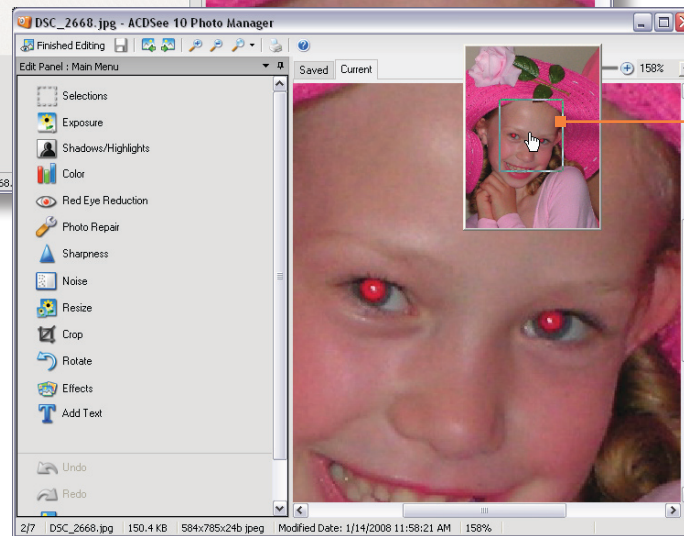 DSC_2668.jpg - ACDSee 10 Photo Manager
Finished Editing
Edit Panel : Main Menu
Saved Current 158%
Selections
Exposure
Shadows/Highlights
Color
68.
Red Eye Reduction
Photo Repair
Sharpness
Noise
Resize
Crop
Rotate
Effects
Add Text
Undo
Redo
2/7 DSC_2668.jpg 150.4 KB 584x785x24b jpeg Modified Date: 1/14/2008 11:58:21 AM 158%